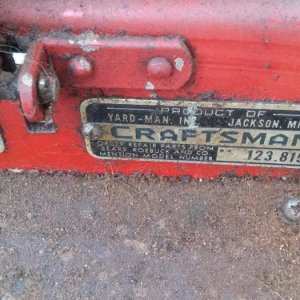 PRODUCT OF
YARD-MAN, INC. JACKSON, MI
CRAFTSMAN
ORDER REPAIR PARTS FROM
SEARS, ROEBUCK AND CO.
MENTION MODEL NUMBER ** 123.81